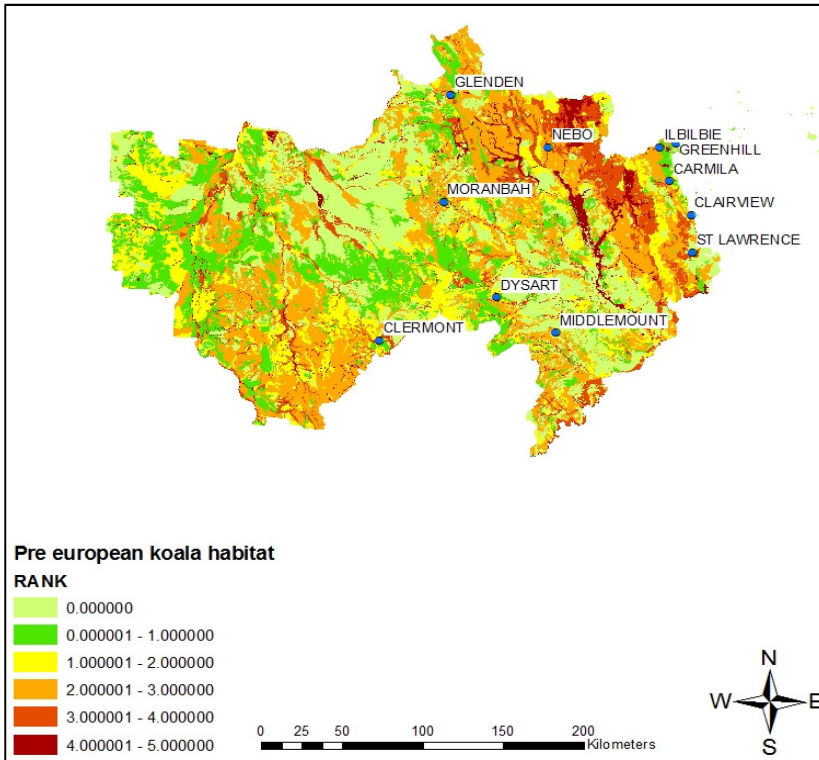 GLENDEN
NEBO
ILBILBIE
GREENHILL
CARMILA
MORANBAH
CLAIRVIEW
ST LAWRENCE
DYSART
MIDDLEMOUNT
CLERMONT
Pre european koala habitat
RANK
0.000000
0.000001 - 1.000000
1.000001 - 2.000000
2.000001 - 3.000000
3.000001 - 4.000000
4.000001 - 5.000000
0 25 50 100 150 200
Kilometers
N
W E
S